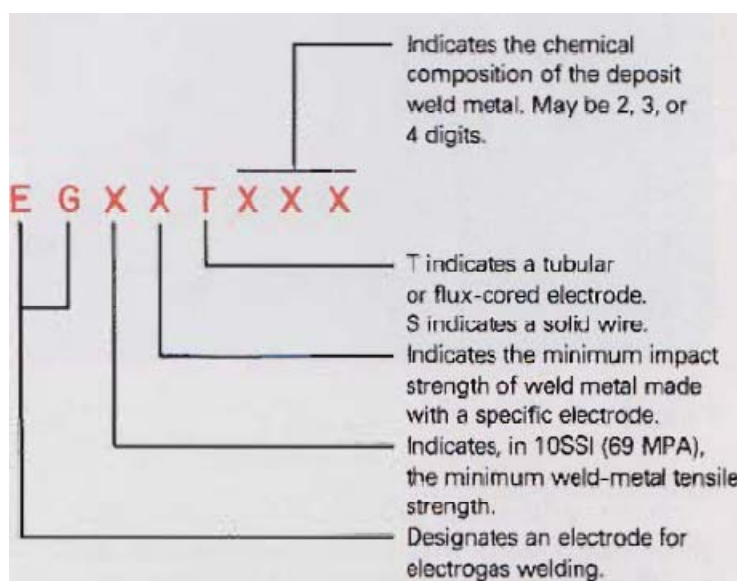 Indicates the chemical
composition of the deposit
weld metal. May be 2, 3, or
4 digits.
E G X X T X X X
T indicates a tubular
or flux-cored electrode.
S indicates a solid wire.
Indicates the minimum impact
strength of weld metal made
with a specific electrode.
Indicates, in 10SSI (69 MPA),
the minimum weld-metal tensile
strength.
Designates an electrode for
electrogas welding.